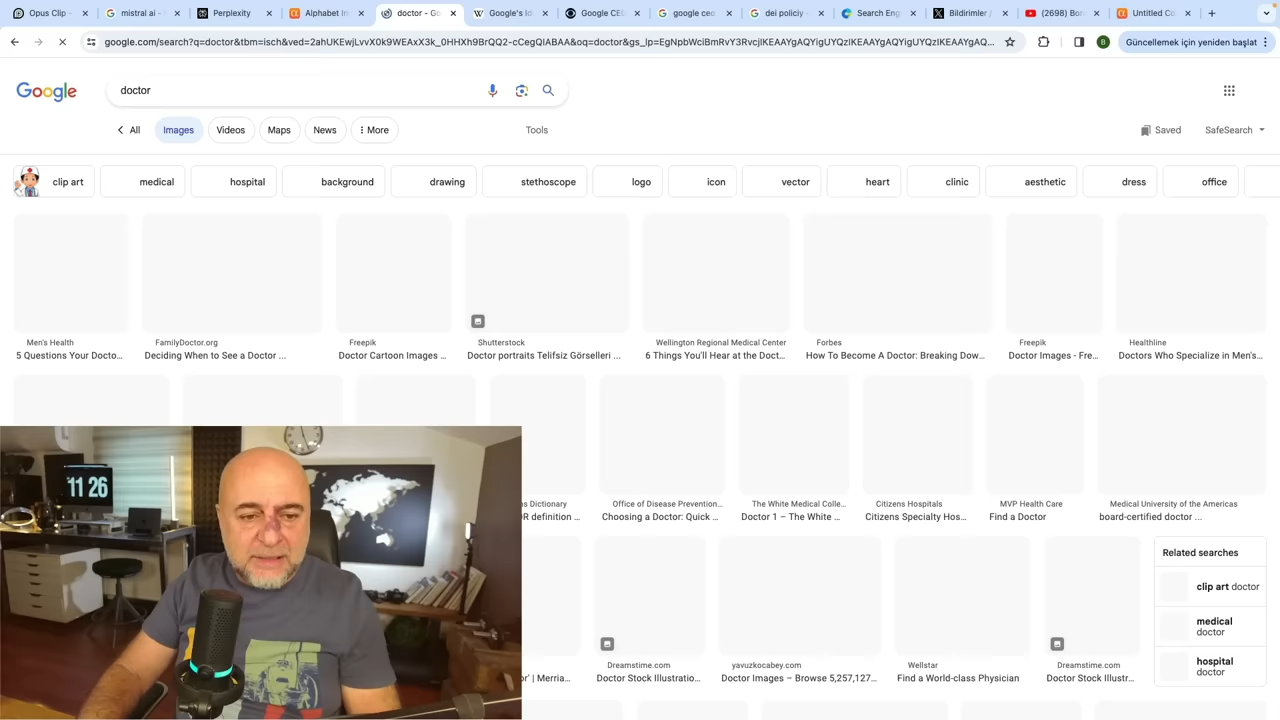 Opus Clip -
mistral ai -
Perplexity
Alphabet In
doctor - Go
Google's Id
Google CEO
google ceo
dei policiy -
Search Eng
Bildirimler /
(2698) Bor
Untitled Co
google.com/search?q=doctor&tbm=isch&ved=2ahUKEwjLvvX0k9WEAxX3k_0HHXh9BrQQ2-cCegQIABAA&oq=doctor&gs_lp=EgNpbWciBmRvY3RvcjIKEAAYgAQYigUYQzIKEAAYgAQYigUYQzIKEAAYgAQ...
B
Güncellemek için yeniden başlat
Google
doctor
All
Images
Videos
Maps
News
More
Tools
Saved
SafeSearch
clip art
medical
hospital
background
drawing
stethoscope
logo
icon
vector
heart
clinic
aesthetic
dress
office
Men's Health
5 Questions Your Docto...
FamilyDoctor.org
Deciding When to See a Doctor ...
Freepik
Doctor Cartoon Images ...
Shutterstock
Doctor portraits Telifsiz Görselleri ...
Wellington Regional Medical Center
6 Things You'll Hear at the Doct...
Forbes
How To Become A Doctor: Breaking Dow...
Freepik
Doctor Images - Fre...
Healthline
Doctors Who Specialize in Men's...
ns Dictionary
OR definition ...
Office of Disease Prevention...
Choosing a Doctor: Quick ...
The White Medical Colle...
Doctor 1 – The White ...
Citizens Hospitals
Citizens Specialty Hos...
MVP Health Care
Find a Doctor
Medical University of the Americas
board-certified doctor ...
or' | Merria...
Dreamstime.com
Doctor Stock Illustratio...
yavuzkocabey.com
Doctor Images – Browse 5,257,127...
Wellstar
Find a World-class Physician
Dreamstime.com
Doctor Stock Illustr...
Related searches
clip art doctor
medical
doctor
hospital
doctor
11 26